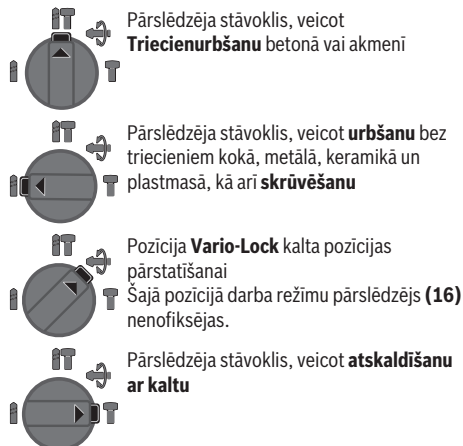 Pārslēdzēja stāvoklis, veicot
Triecienurbšanu betonā vai akmenī
Pārslēdzēja stāvoklis, veicot urbšanu bez
triecieniem kokā, metālā, keramikā un
plastmasā, kā arī skrūvēšanu
Pozīcija Vario-Lock kalta pozīcijas
pārstatīšanai
Šajā pozīcijā darba režīmu pārslēdzējs (16)
nenofiksējas.
Pārslēdzēja stāvoklis, veicot atskaldīšanu
ar kaltu